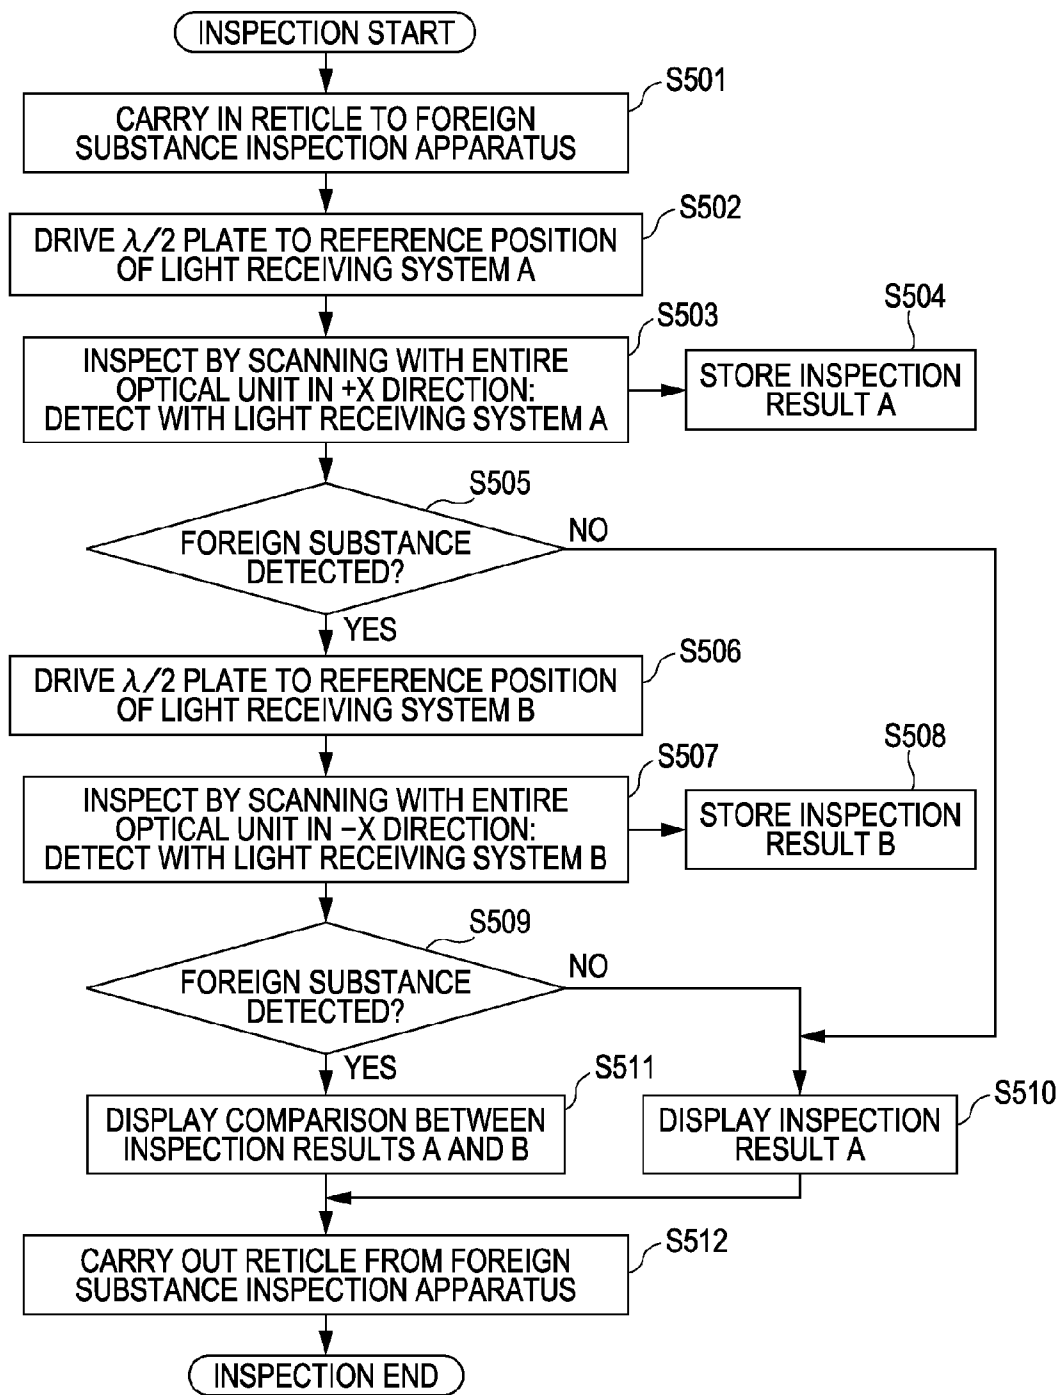 INSPECTION START
S501
CARRY IN RETICLE TO FOREIGN
SUBSTANCE INSPECTION APPARATUS
S502
DRIVE λ/2 PLATE TO REFERENCE POSITION
OF LIGHT RECEIVING SYSTEM A
S503
INSPECT BY SCANNING WITH ENTIRE
OPTICAL UNIT IN +X DIRECTION:
DETECT WITH LIGHT RECEIVING SYSTEM A
S504
STORE INSPECTION
RESULT A
S505
FOREIGN SUBSTANCE
DETECTED?
NO
YES
S506
DRIVE λ/2 PLATE TO REFERENCE POSITION
OF LIGHT RECEIVING SYSTEM B
S507
INSPECT BY SCANNING WITH ENTIRE
OPTICAL UNIT IN −X DIRECTION:
DETECT WITH LIGHT RECEIVING SYSTEM B
S508
STORE INSPECTION
RESULT B
S509
FOREIGN SUBSTANCE
DETECTED?
NO
YES
S511
DISPLAY COMPARISON BETWEEN
INSPECTION RESULTS A AND B
S510
DISPLAY INSPECTION
RESULT A
S512
CARRY OUT RETICLE FROM FOREIGN
SUBSTANCE INSPECTION APPARATUS
INSPECTION END